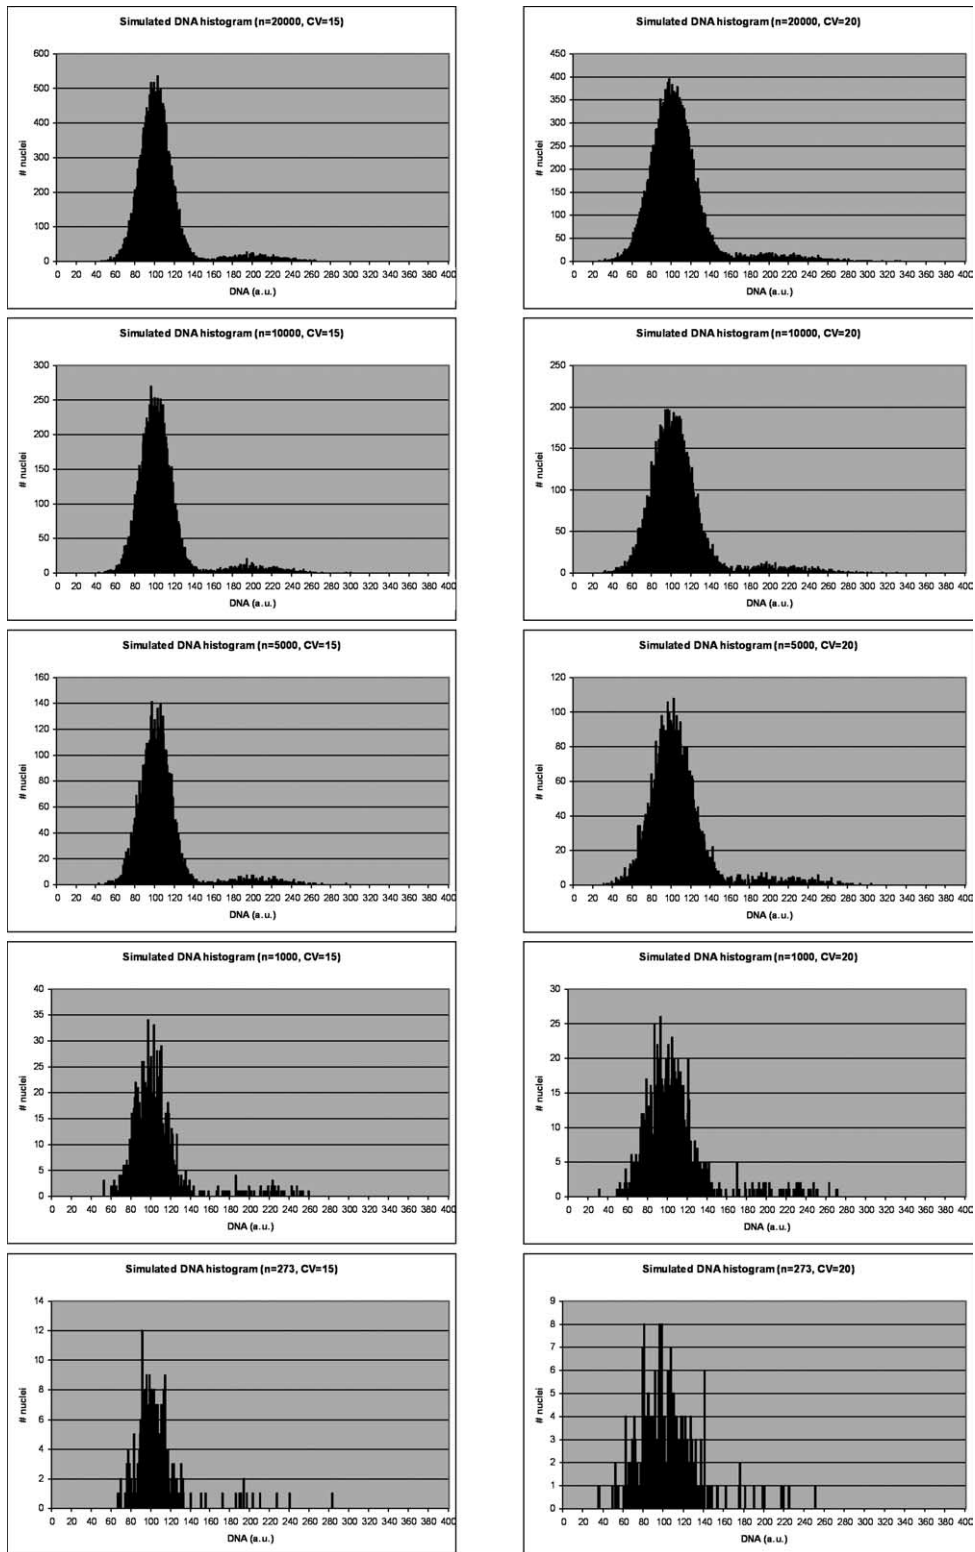 Simulated DNA histogram (n=20000, CV=15)
600
500
400
300
200
100
0
# nuclei
0 20 40 60 80 100 120 140 160 180 200 220 240 260 280 300 320 340 360 380 400
DNA (a.u.)
Simulated DNA histogram (n=20000, CV=20)
450
400
350
300
250
200
150
100
50
0
# nuclei
0 20 40 60 80 100 120 140 160 180 200 220 240 260 280 300 320 340 360 380 400
DNA (a.u.)
Simulated DNA histogram (n=10000, CV=15)
300
250
200
150
100
50
0
# nuclei
0 20 40 60 80 100 120 140 160 180 200 220 240 260 280 300 320 340 360 380 400
DNA (a.u.)
Simulated DNA histogram (n=10000, CV=20)
250
200
150
100
50
0
# nuclei
0 20 40 60 80 100 120 140 160 180 200 220 240 260 280 300 320 340 360 380 400
DNA (a.u.)
Simulated DNA histogram (n=5000, CV=15)
160
140
120
100
80
60
40
20
0
# nuclei
0 20 40 60 80 100 120 140 160 180 200 220 240 260 280 300 320 340 360 380 400
DNA (a.u.)
Simulated DNA histogram (n=5000, CV=20)
120
100
80
60
40
20
0
# nuclei
0 20 40 60 80 100 120 140 160 180 200 220 240 260 280 300 320 340 360 380 400
DNA (a.u.)
Simulated DNA histogram (n=1000, CV=15)
40
35
30
25
20
15
10
5
0
# nuclei
0 20 40 60 80 100 120 140 160 180 200 220 240 260 280 300 320 340 360 380 400
DNA (a.u.)
Simulated DNA histogram (n=1000, CV=20)
30
25
20
15
10
5
0
# nuclei
0 20 40 60 80 100 120 140 160 180 200 220 240 260 280 300 320 340 360 380 400
DNA (a.u.)
Simulated DNA histogram (n=273, CV=15)
14
12
10
8
6
4
2
0
# nuclei
0 20 40 60 80 100 120 140 160 180 200 220 240 260 280 300 320 340 360 380 400
DNA (a.u.)
Simulated DNA histogram (n=273, CV=20)
9
8
7
6
5
4
3
2
1
0
# nuclei
0 20 40 60 80 100 120 140 160 180 200 220 240 260 280 300 320 340 360 380 400
DNA (a.u.)